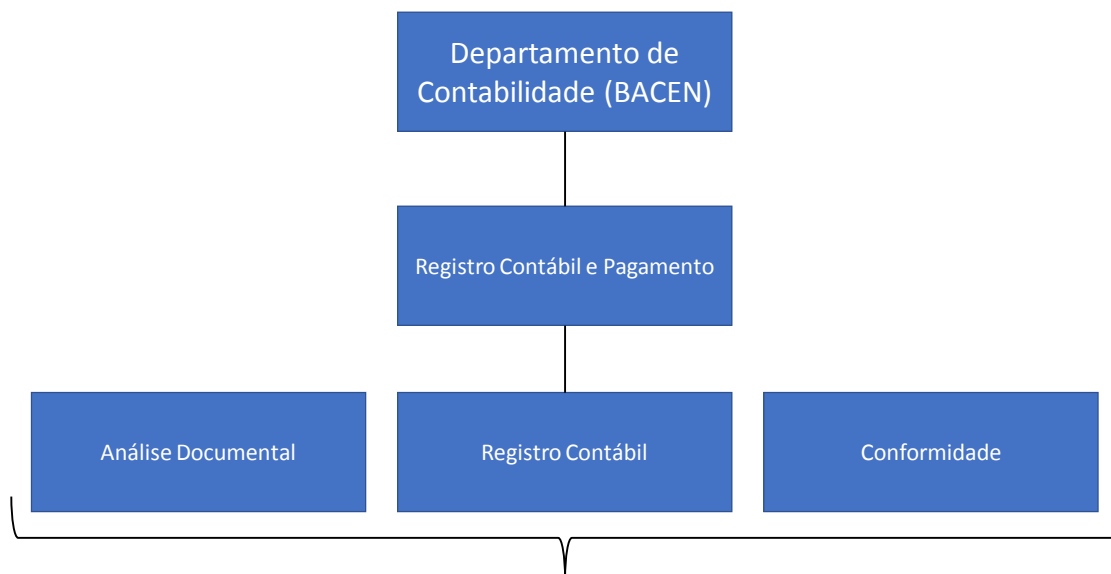 Departamento de
Contabilidade (BACEN)
Registro Contábil e Pagamento
Análise Documental
Registro Contábil
Conformidade